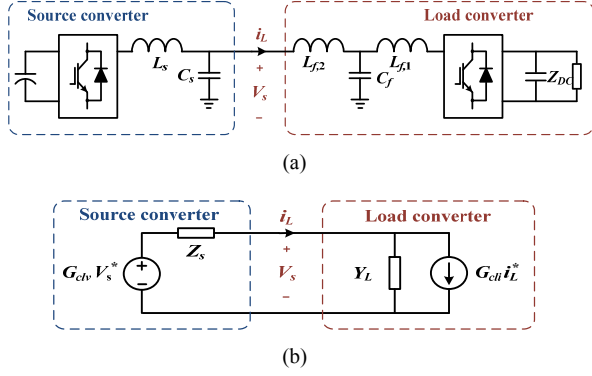 Source converter
Load converter
i_L
L_s
C_s
+
V_s
−
L_f,2
C_f
L_f,1
Z_DC
(a)
Source converter
Load converter
i_L
Z_s
G_clv V_s^*
+
−
+
V_s
−
Y_L
G_cli i_L^*
(b)